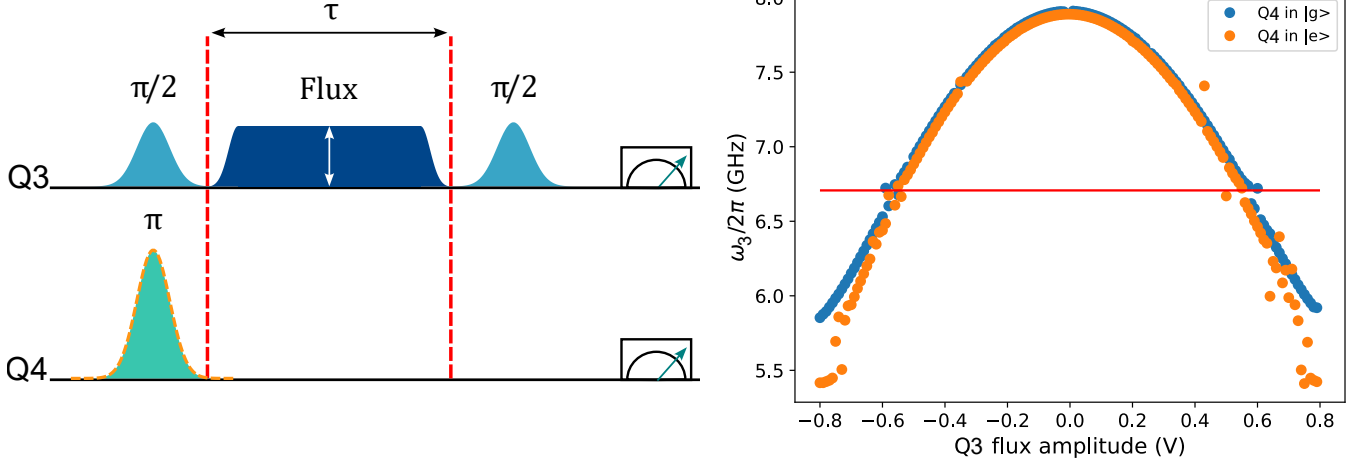 τ
π/2
Flux
π/2
Q3
π
Q4
8.0
7.5
7.0
6.5
6.0
5.5
ω₃/2π (GHz)
Q4 in |g>
Q4 in |e>
−0.8 −0.6 −0.4 −0.2 0.0 0.2 0.4 0.6 0.8
Q3 flux amplitude (V)